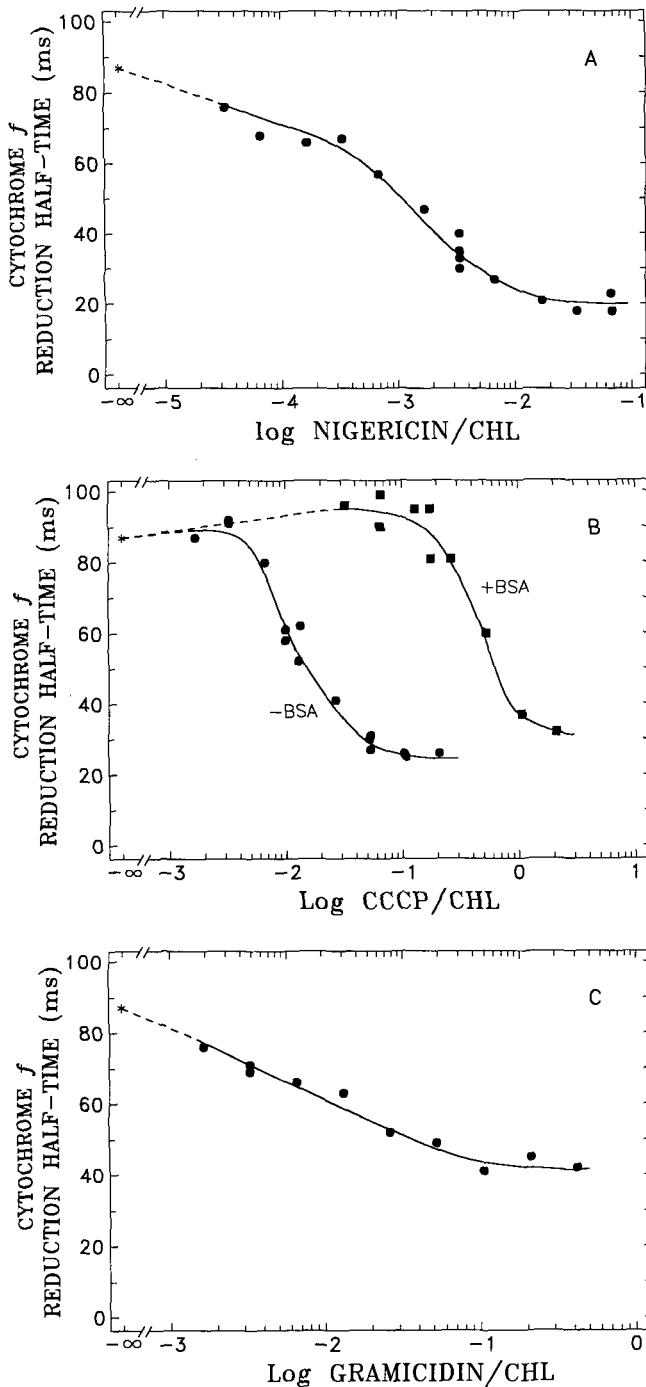 A
CYTOCHROME f
REDUCTION HALF-TIME (ms)
100
80
60
40
20
0
-∞ -5 -4 -3 -2 -1
log NIGERICIN/CHL
B
CYTOCHROME f
REDUCTION HALF-TIME (ms)
100
80
60
40
20
0
+BSA
-BSA
-∞ -3 -2 -1 0 1
Log CCCP/CHL
C
CYTOCHROME f
REDUCTION HALF-TIME (ms)
100
80
60
40
20
0
-∞ -3 -2 -1 0
Log GRAMICIDIN/CHL